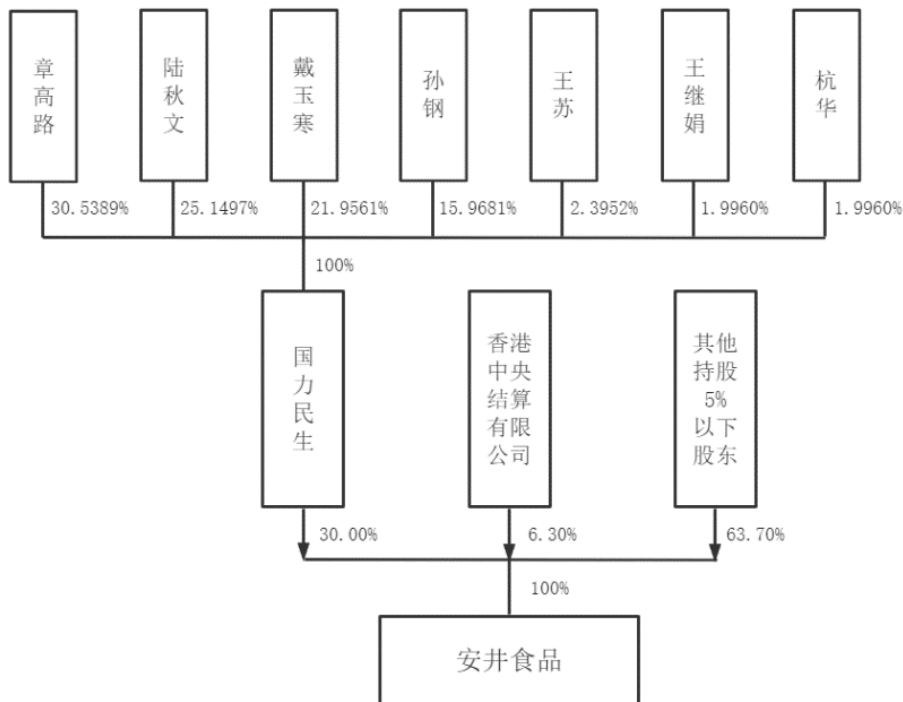 章高路
陆秋文
戴玉寒
孙钢
王苏
王继娟
杭华
30.5389%
25.1497%
21.9561%
15.9681%
2.3952%
1.9960%
1.9960%
100%
国力民生
香港
中央
结算
有限
公司
其他
持股
5%
以下
股东
30.00%
6.30%
63.70%
100%
安井食品